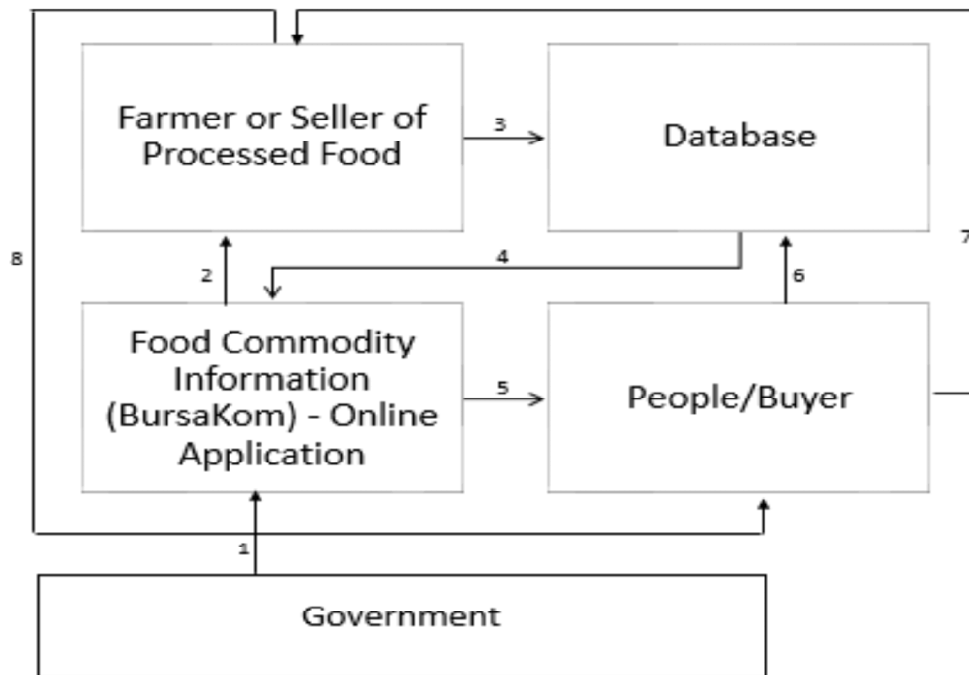 Farmer or Seller of
Processed Food
3
Database
8
2
4
6
7
Food Commodity
Information
(BursaKom) - Online
Application
5
People/Buyer
1
Government